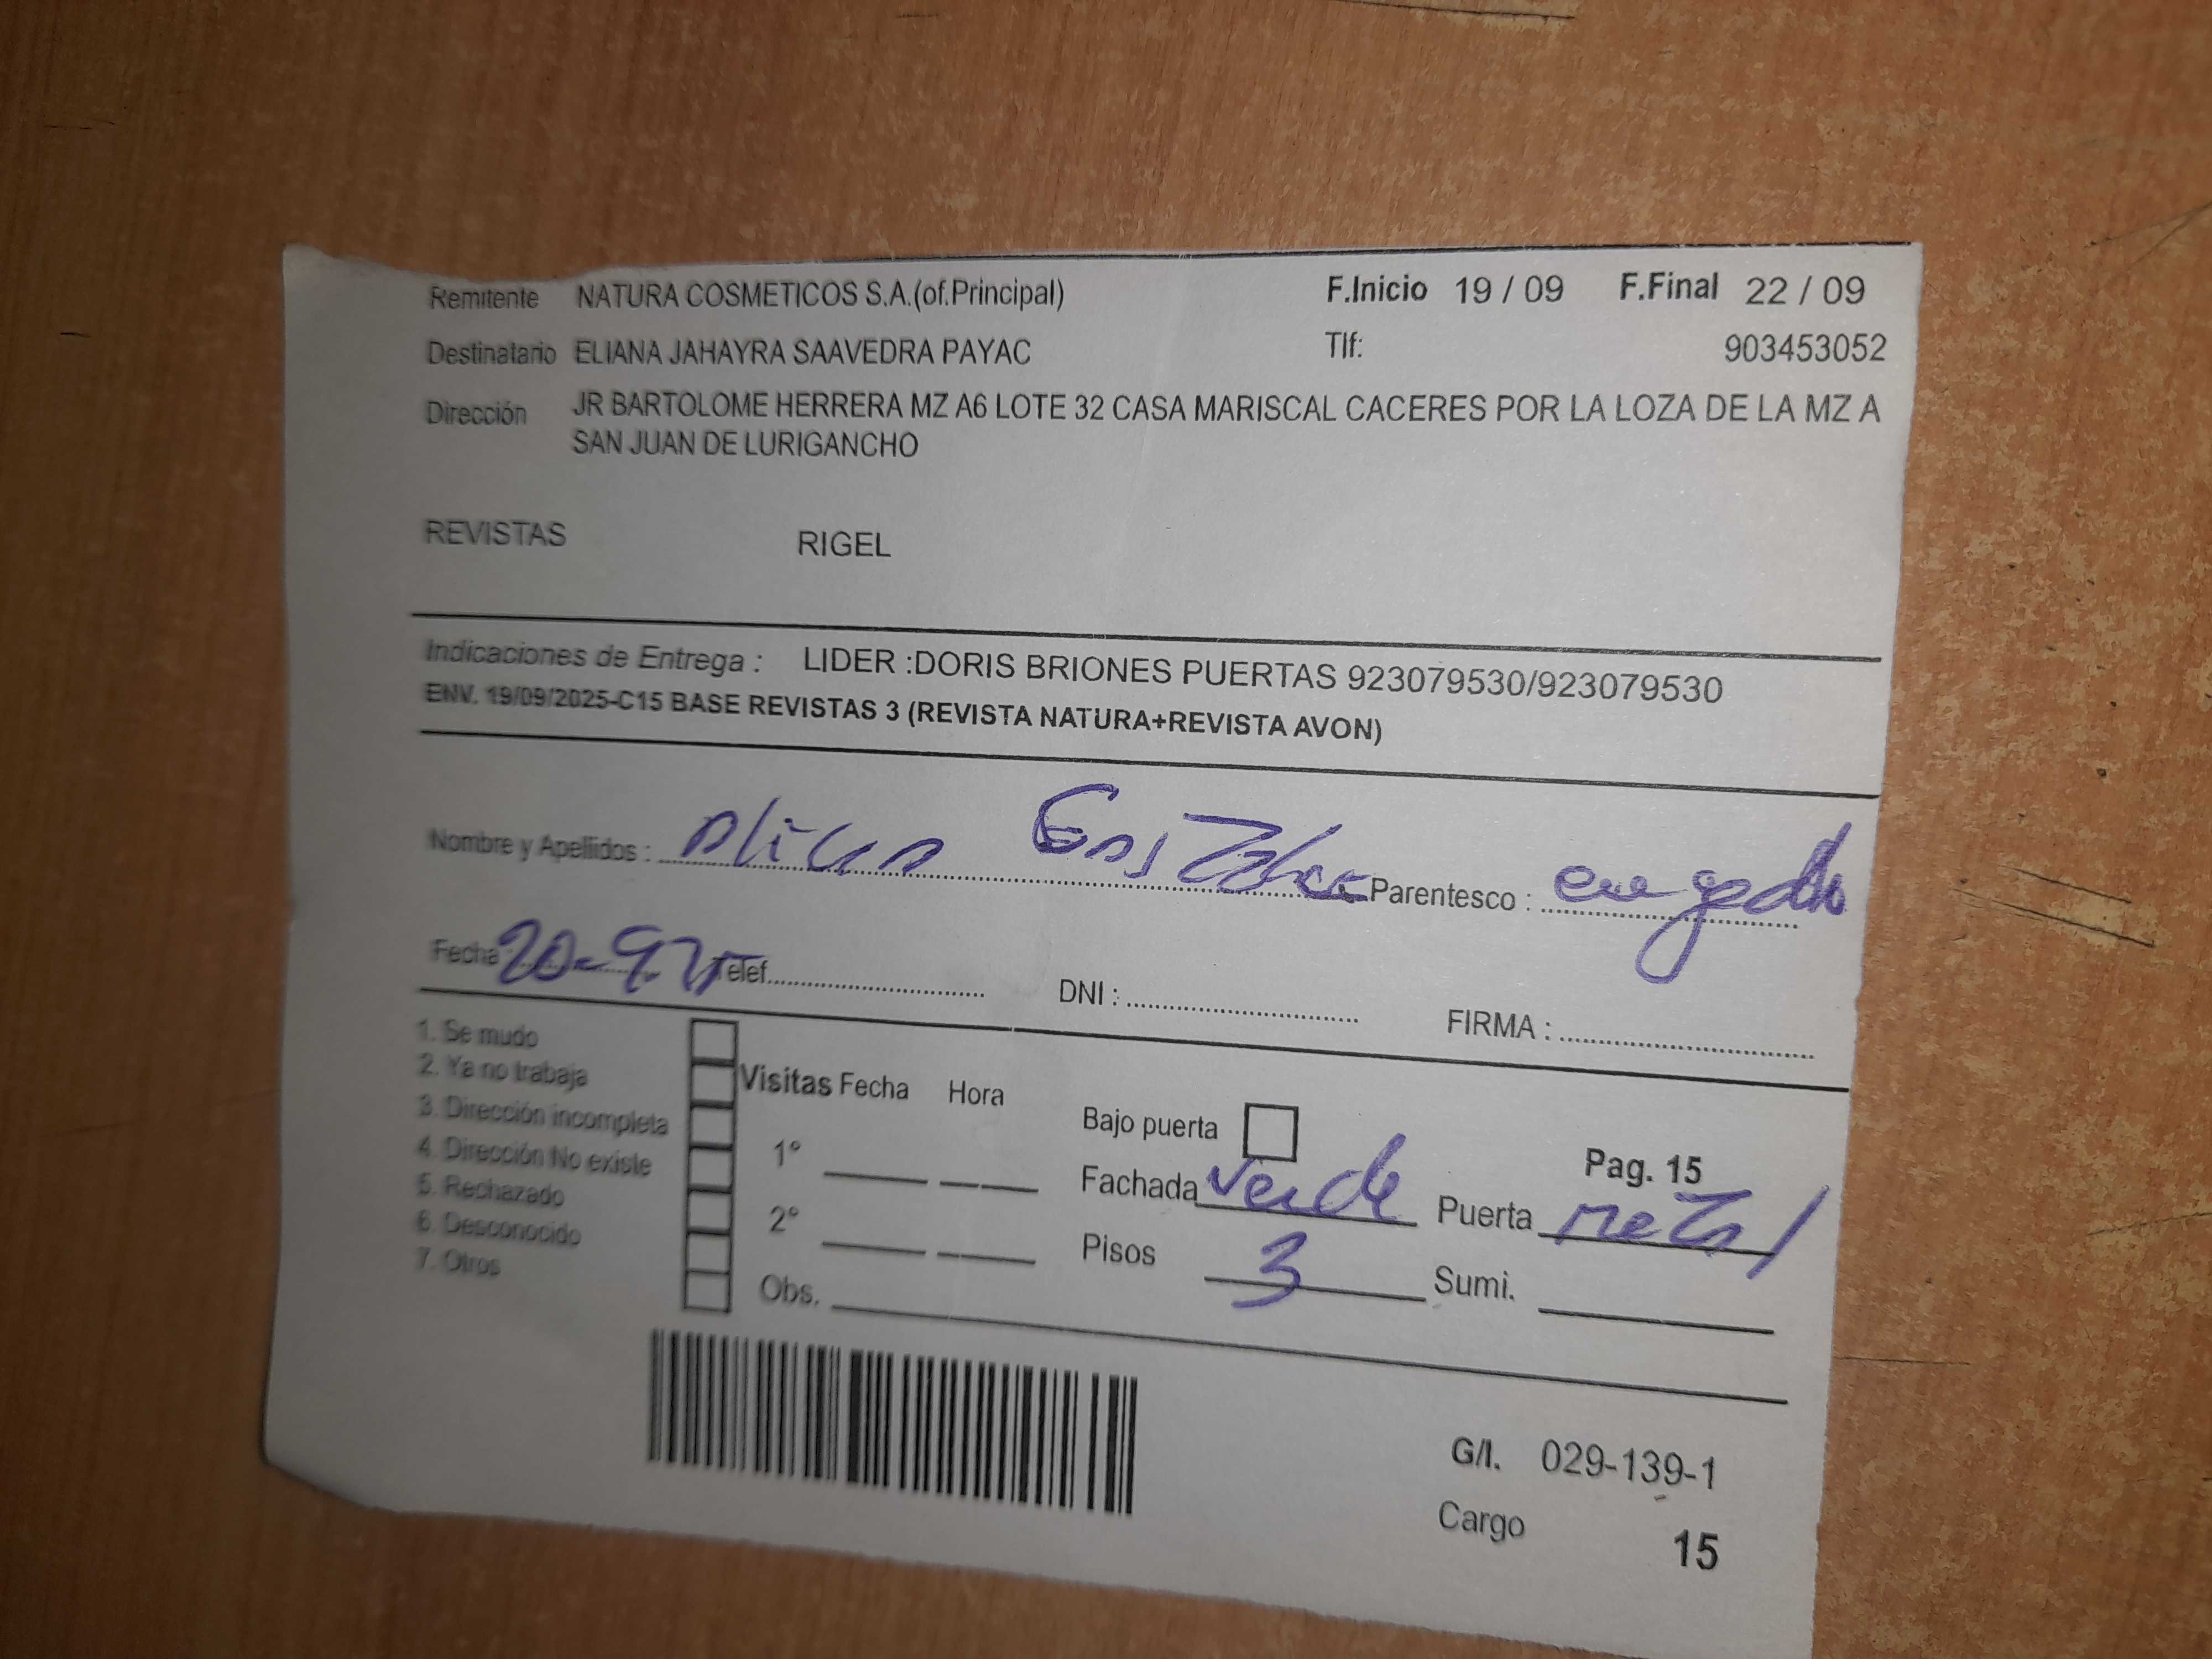 Remitente NATURA COSMETICOS S.A.(of.Principal) F.Inicio 19 / 09 F.Final 22 / 09
Destinatario ELIANA JAHAYRA SAAVEDRA PAYAC Tlf: 903453052
Dirección JR BARTOLOME HERRERA MZ A6 LOTE 32 CASA MARISCAL CACERES POR LA LOZA DE LA MZ A
SAN JUAN DE LURIGANCHO
REVISTAS RIGEL
Indicaciones de Entrega : LIDER :DORIS BRIONES PUERTAS 923079530/923079530
ENV. 19/09/2025-C15 BASE REVISTAS 3 (REVISTA NATURA+REVISTA AVON)
Nombre y Apellidos : Parentesco :
Fecha 20-9 Telef. DNI : FIRMA :
1. Se mudo
2. Ya no trabaja Visitas Fecha Hora
3. Dirección incompleta Bajo puerta
4. Dirección No existe 1° Pag. 15
5. Rechazado Fachada verde Puerta metal
6. Desconocido 2° Pisos 3 Sumi.
7. Otros Obs.
G/I. 029-139-1
Cargo 15